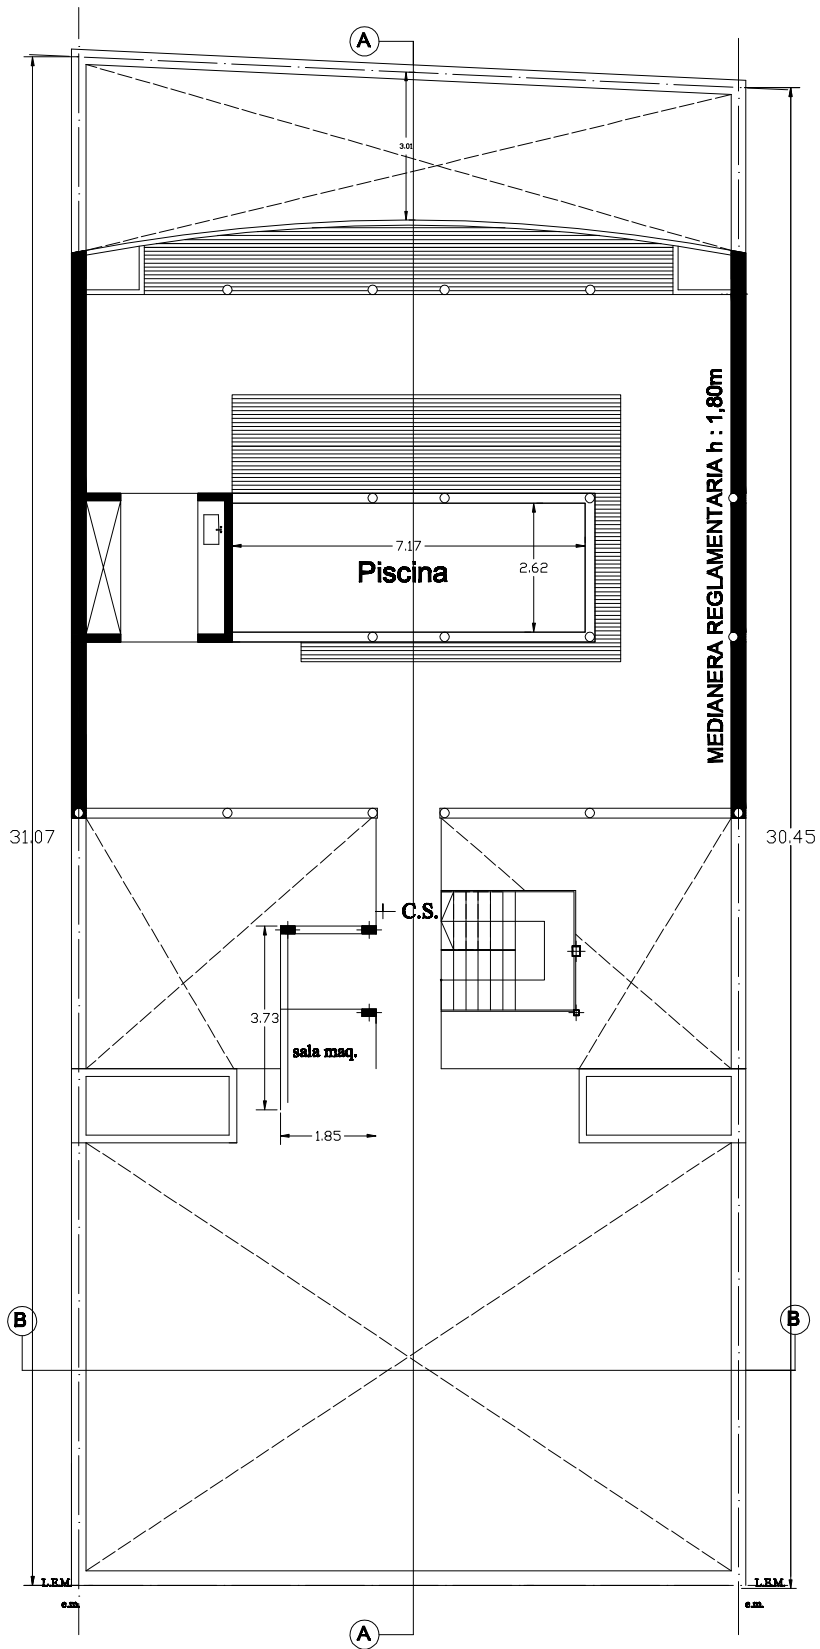 A
3.01
MEDIANERA REGLAMENTARIA h : 1,80m
7.17
2.62
Piscina
31.07
30.45
C.S.
3.73
sala maq.
1.85
B
B
L.E.M.
L.E.M.
e.m.
e.m.
A